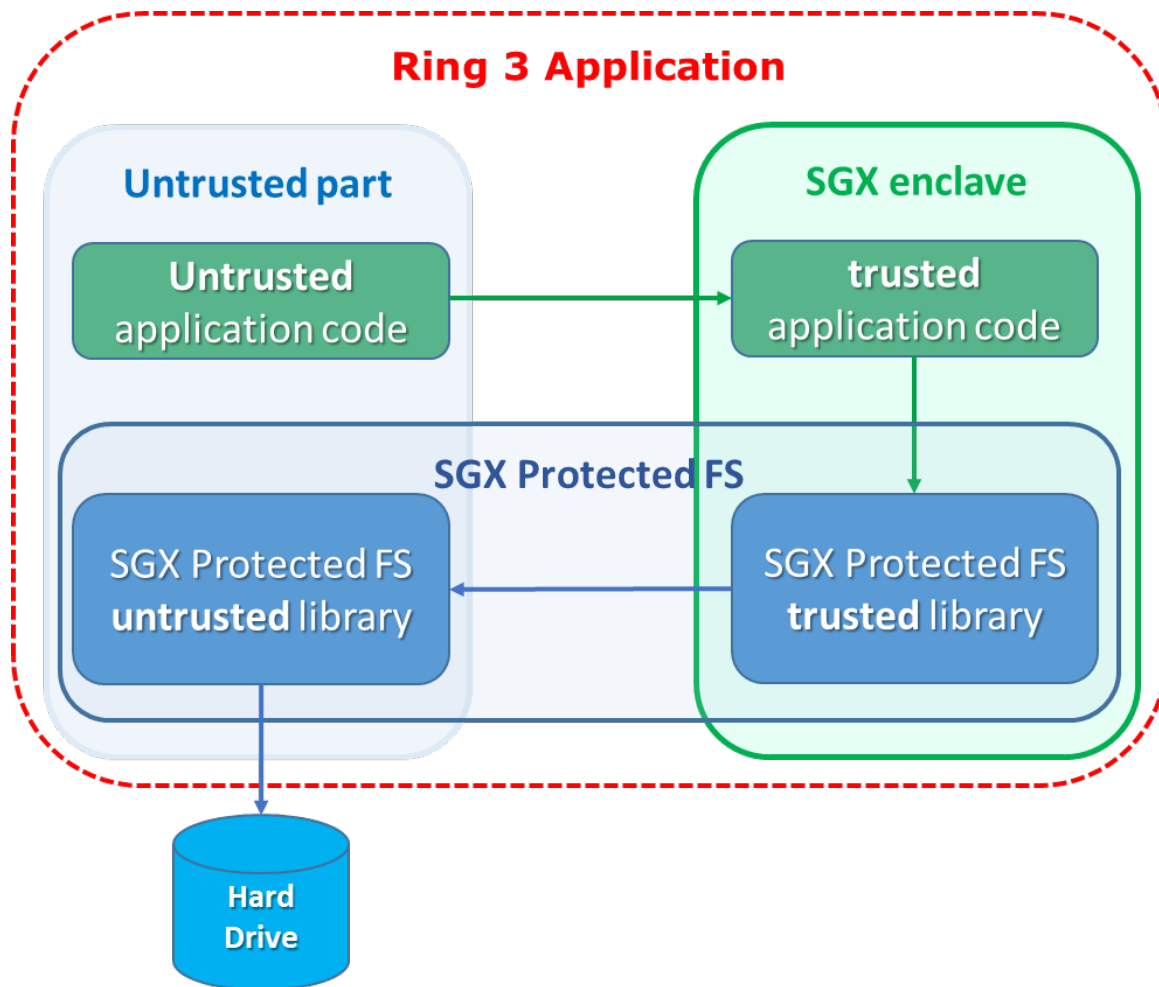 Ring 3 Application
Untrusted part
SGX enclave
Untrusted
application code
trusted
application code
SGX Protected FS
SGX Protected FS
untrusted library
SGX Protected FS
trusted library
Hard
Drive